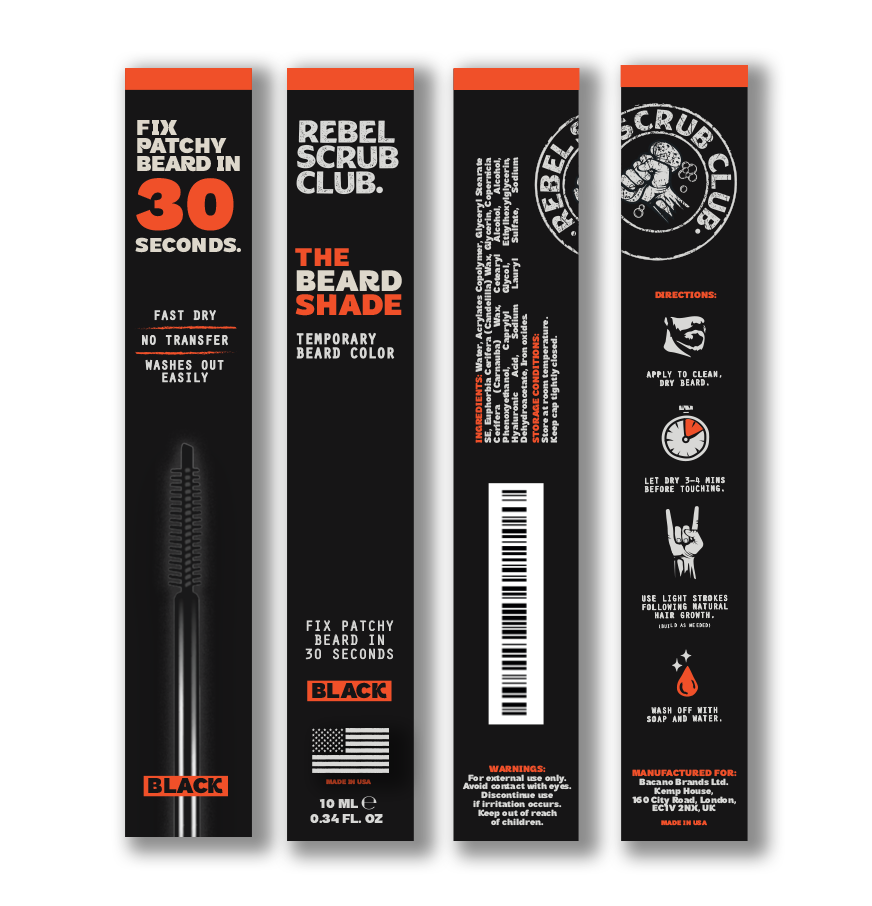 FIX
PATCHY
BEARD IN
30
SECONDS.
FAST DRY
NO TRANSFER
WASHES OUT
EASILY
BLACK
REBEL
SCRUB
CLUB.
THE
BEARD
SHADE
TEMPORARY
BEARD COLOR
FIX PATCHY
BEARD IN
30 SECONDS
BLACK
MADE IN USA
10 ML ℮
0.34 FL. OZ
INGREDIENTS: Water, Acrylates Copolymer, Glyceryl Stearate
SE, Euphorbia Cerifera (Candelilla) Wax, Glycerin, Copernicia
Cerifera (Carnauba) Wax, Cetearyl Alcohol, Alcohol,
Phenoxyethanol, Caprylyl Glycol, Ethylhexylglycerin,
Hyaluronic Acid, Sodium Lauryl Sulfate, Sodium
Dehydroacetate, Iron oxides.
STORAGE CONDITIONS:
Store at room temperature.
Keep cap tightly closed.
WARNINGS:
For external use only.
Avoid contact with eyes.
Discontinue use
if irritation occurs.
Keep out of reach
of children.
REBEL SCRUB CLUB.
DIRECTIONS:
APPLY TO CLEAN,
DRY BEARD.
LET DRY 3-4 MINS
BEFORE TOUCHING.
USE LIGHT STROKES
FOLLOWING NATURAL
HAIR GROWTH.
(BUILD AS NEEDED)
WASH OFF WITH
SOAP AND WATER.
MANUFACTURED FOR:
Bacano Brands Ltd.
Kemp House,
160 City Road, London,
EC1V 2NX, UK
MADE IN USA